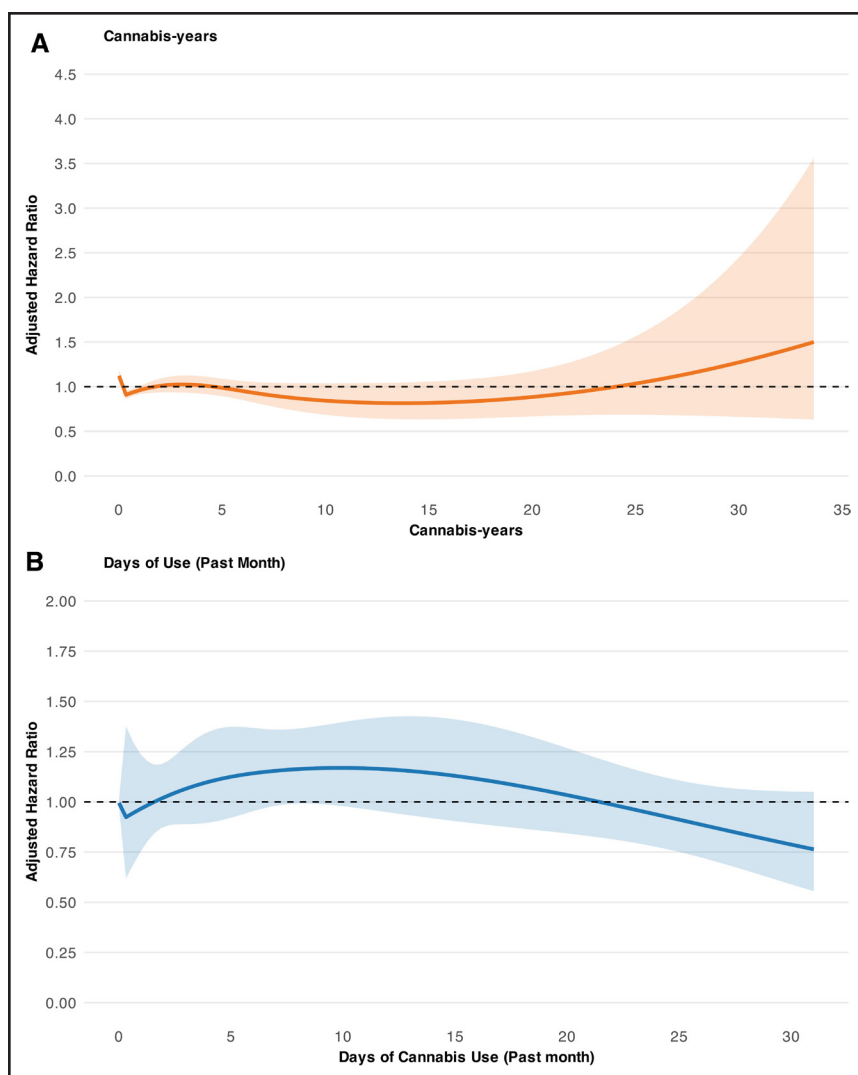 A
Cannabis-years
4.5
4.0
3.5
3.0
2.5
2.0
1.5
1.0
0.5
0.0
Adjusted Hazard Ratio
0 5 10 15 20 25 30 35
Cannabis-years
B
Days of Use (Past Month)
2.00
1.75
1.50
1.25
1.00
0.75
0.50
0.25
0.00
Adjusted Hazard Ratio
0 5 10 15 20 25 30
Days of Cannabis Use (Past month)